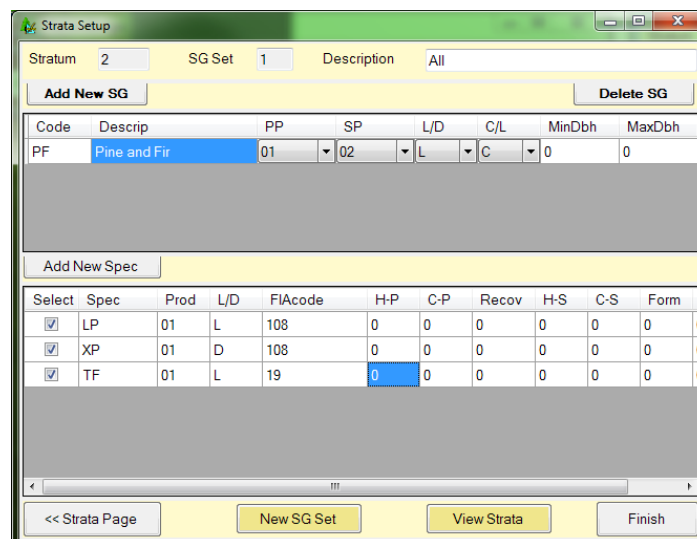 Strata Setup
Stratum 2 SG Set 1 Description All
Add New SG Delete SG
Code Descrip PP SP L/D C/L MinDbh MaxDbh
PF Pine and Fir 01 02 L C 0 0
Add New Spec
Select Spec Prod L/D FIAcode H-P C-P Recov H-S C-S Form
LP 01 L 108 0 0 0 0 0 0
XP 01 D 108 0 0 0 0 0 0
TF 01 L 19 0 0 0 0 0 0
<< Strata Page New SG Set View Strata Finish